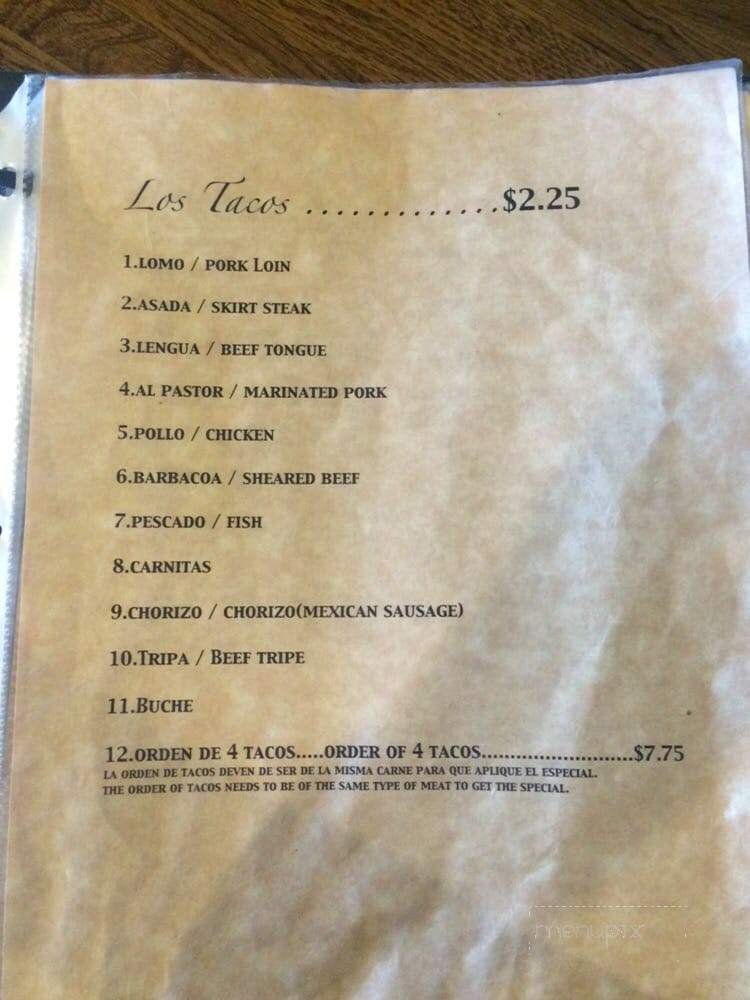 Los Tacos .............$2.25
1.LOMO / PORK LOIN
2.ASADA / SKIRT STEAK
3.LENGUA / BEEF TONGUE
4.AL PASTOR / MARINATED PORK
5.POLLO / CHICKEN
6.BARBACOA / SHEARED BEEF
7.PESCADO / FISH
8.CARNITAS
9.CHORIZO / CHORIZO(MEXICAN SAUSAGE)
10.TRIPA / BEEF TRIPE
11.BUCHE
12.ORDEN DE 4 TACOS.....ORDER OF 4 TACOS...........................$7.75
LA ORDEN DE TACOS DEVEN DE SER DE LA MISMA CARNE PARA QUE APLIQUE EL ESPECIAL.
THE ORDER OF TACOS NEEDS TO BE OF THE SAME TYPE OF MEAT TO GET THE SPECIAL.
menupix